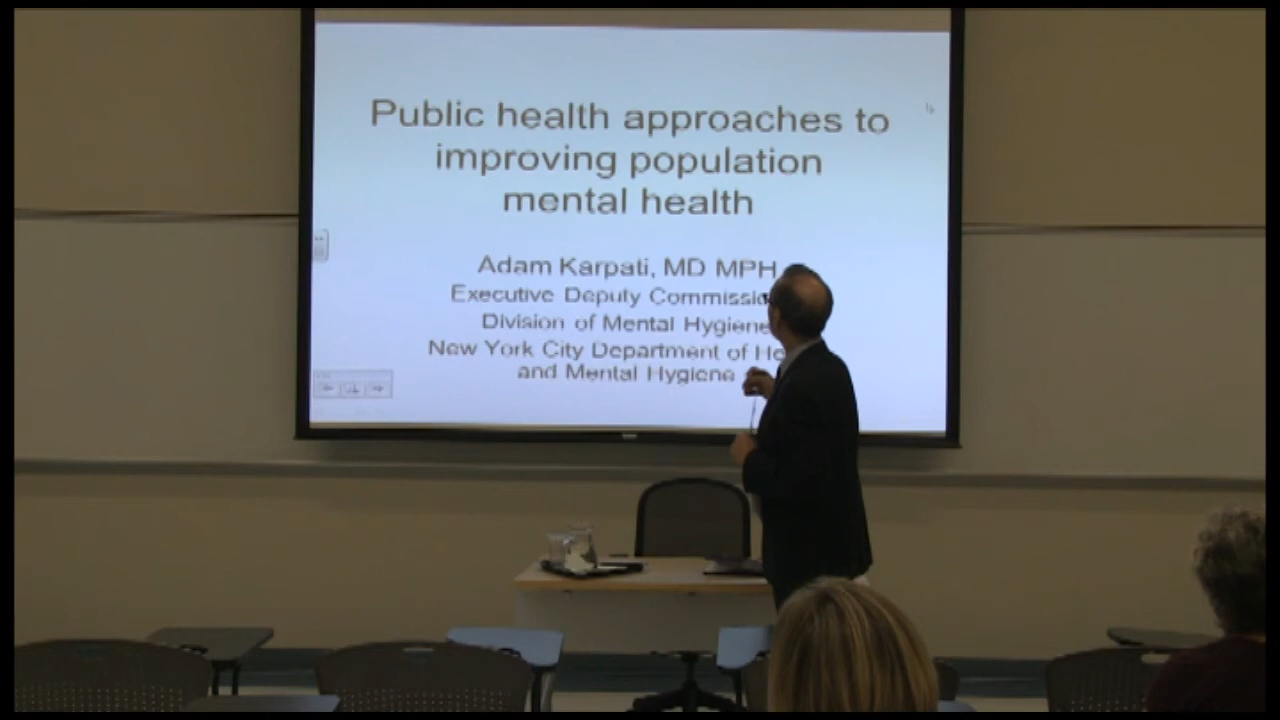 Public health approaches to
improving population
mental health
Adam Karpati, MD MPH
Executive Deputy
Division of Mental Hygiene
New York City Department of
and Mental Hygiene